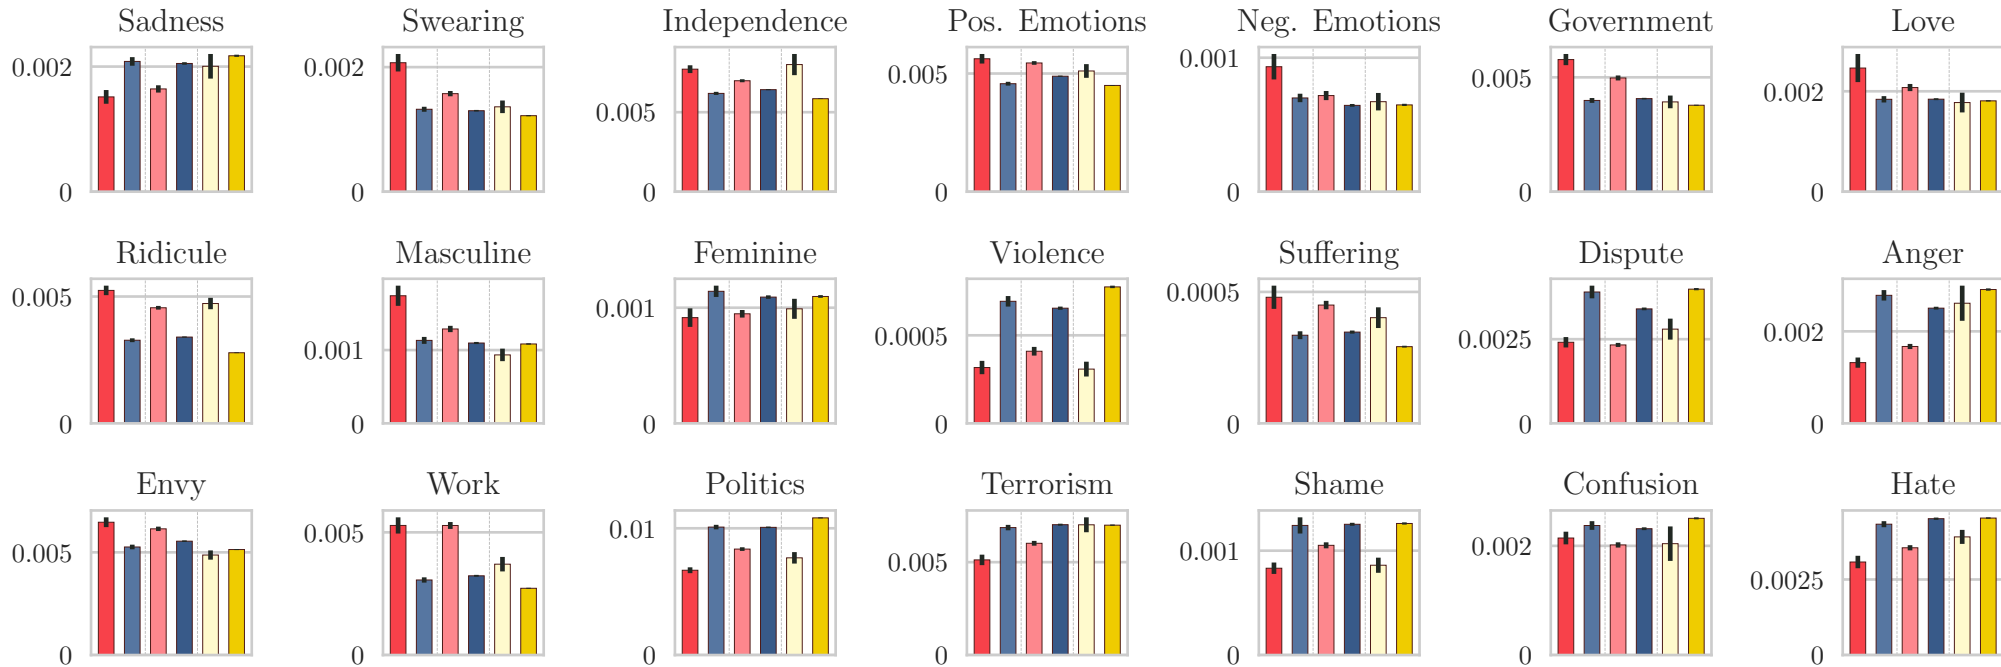 Sadness Swearing Independence Pos. Emotions Neg. Emotions Government Love
0.002 0.002 0.005 0.005 0.001 0.005 0.002
0 0 0 0 0 0 0
Ridicule Masculine Feminine Violence Suffering Dispute Anger
0.005 0.001 0.001 0.0005 0.0005 0.0025 0.002
0 0 0 0 0 0 0
Envy Work Politics Terrorism Shame Confusion Hate
0.005 0.005 0.01 0.005 0.001 0.002 0.0025
0 0 0 0 0 0 0